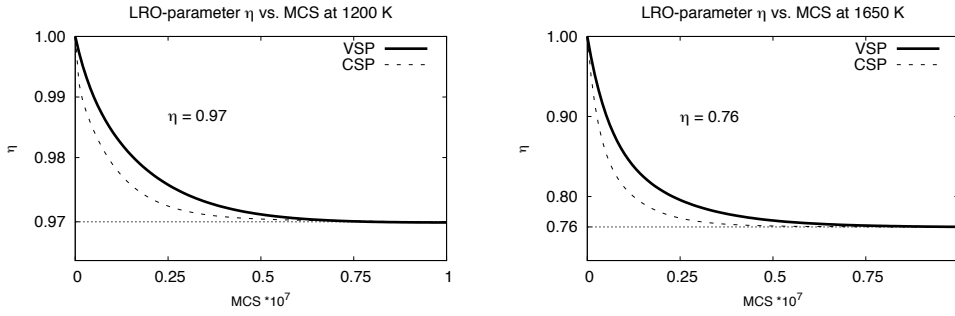 LRO-parameter η vs. MCS at 1200 K
1.00
0.99
0.98
0.97
η
VSP
CSP
η = 0.97
0
0.25
0.5
0.75
1
MCS *10⁷
LRO-parameter η vs. MCS at 1650 K
1.00
0.90
0.80
0.76
η
VSP
CSP
η = 0.76
0
0.25
0.5
0.75
MCS *10⁷